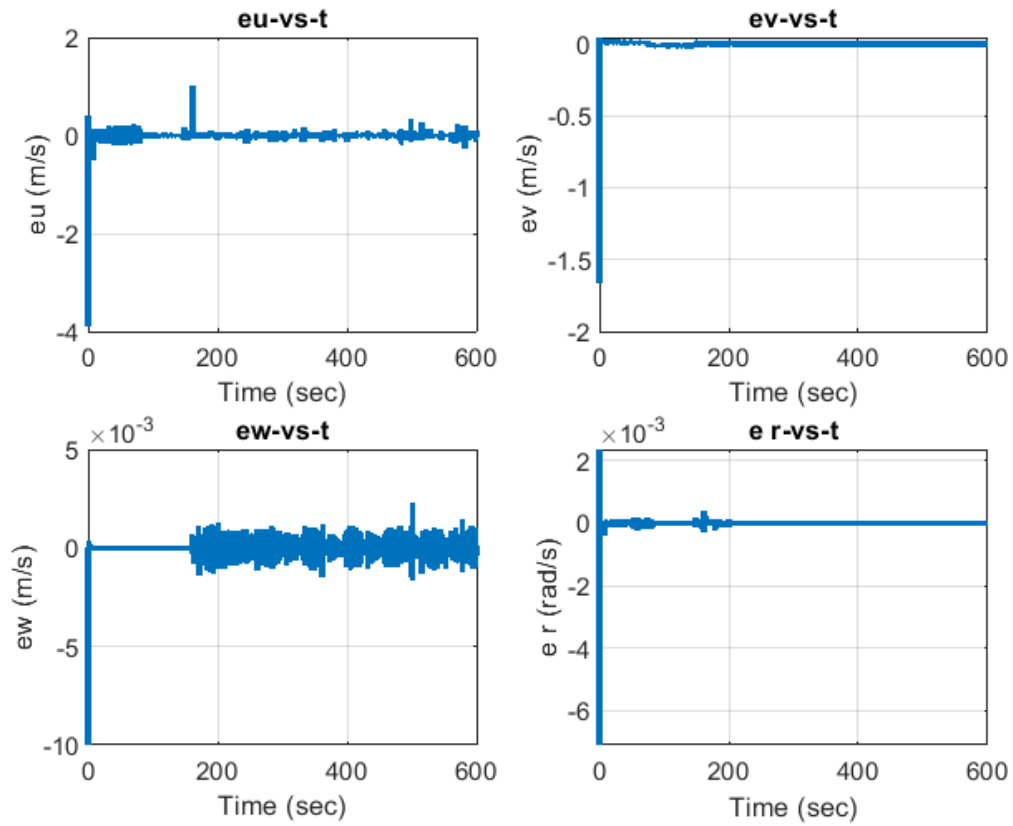 eu-vs-t
2
0
-2
-4
eu (m/s)
0 200 400 600
Time (sec)
ev-vs-t
0
-0.5
-1
-1.5
-2
ev (m/s)
0 200 400 600
Time (sec)
×10⁻³
ew-vs-t
5
0
-5
-10
ew (m/s)
0 200 400 600
Time (sec)
×10⁻³
e r-vs-t
2
0
-2
-4
-6
e r (rad/s)
0 200 400 600
Time (sec)